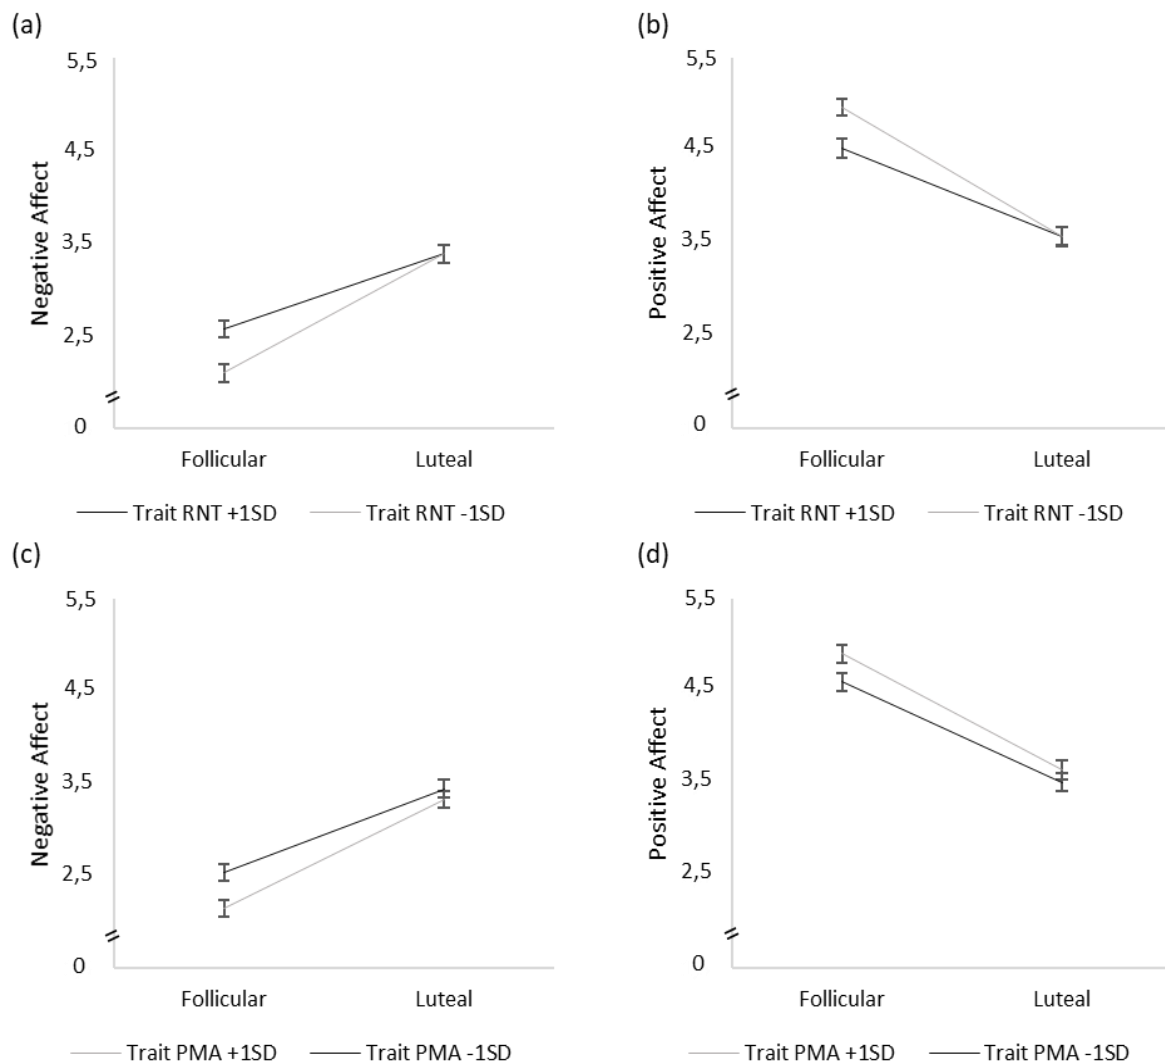 (a)
5,5
4,5
3,5
2,5
0
Negative Affect
Follicular Luteal
Trait RNT +1SD Trait RNT -1SD
(b)
5,5
4,5
3,5
2,5
0
Positive Affect
Follicular Luteal
Trait RNT +1SD Trait RNT -1SD
(c)
5,5
4,5
3,5
2,5
0
Negative Affect
Follicular Luteal
Trait PMA +1SD Trait PMA -1SD
(d)
5,5
4,5
3,5
2,5
0
Positive Affect
Follicular Luteal
Trait PMA +1SD Trait PMA -1SD